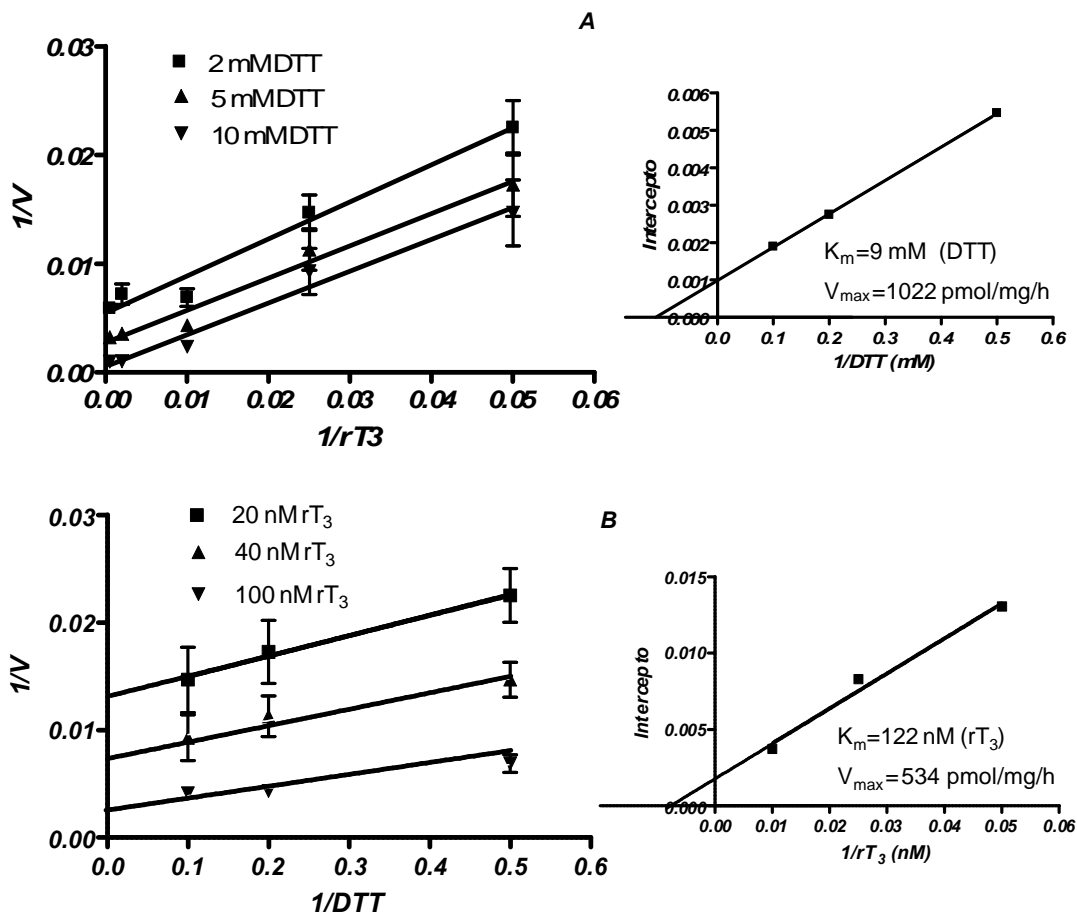 A
0.03
0.02
0.01
0.00
1/V
2 mMDTT
5 mMDTT
10 mMDTT
0.00 0.01 0.02 0.03 0.04 0.05 0.06
1/rT3
0.006
0.005
0.004
0.003
0.002
0.001
0.000
Intercepto
Km=9 mM (DTT)
Vmax=1022 pmol/mg/h
0.0 0.1 0.2 0.3 0.4 0.5 0.6
1/DTT (mM)
B
0.03
0.02
0.01
0.00
1/V
20 nM rT3
40 nM rT3
100 nM rT3
0.0 0.1 0.2 0.3 0.4 0.5 0.6
1/DTT
0.015
0.010
0.005
0.000
Intercepto
Km=122 nM (rT3)
Vmax=534 pmol/mg/h
0.00 0.01 0.02 0.03 0.04 0.05 0.06
1/rT3 (nM)